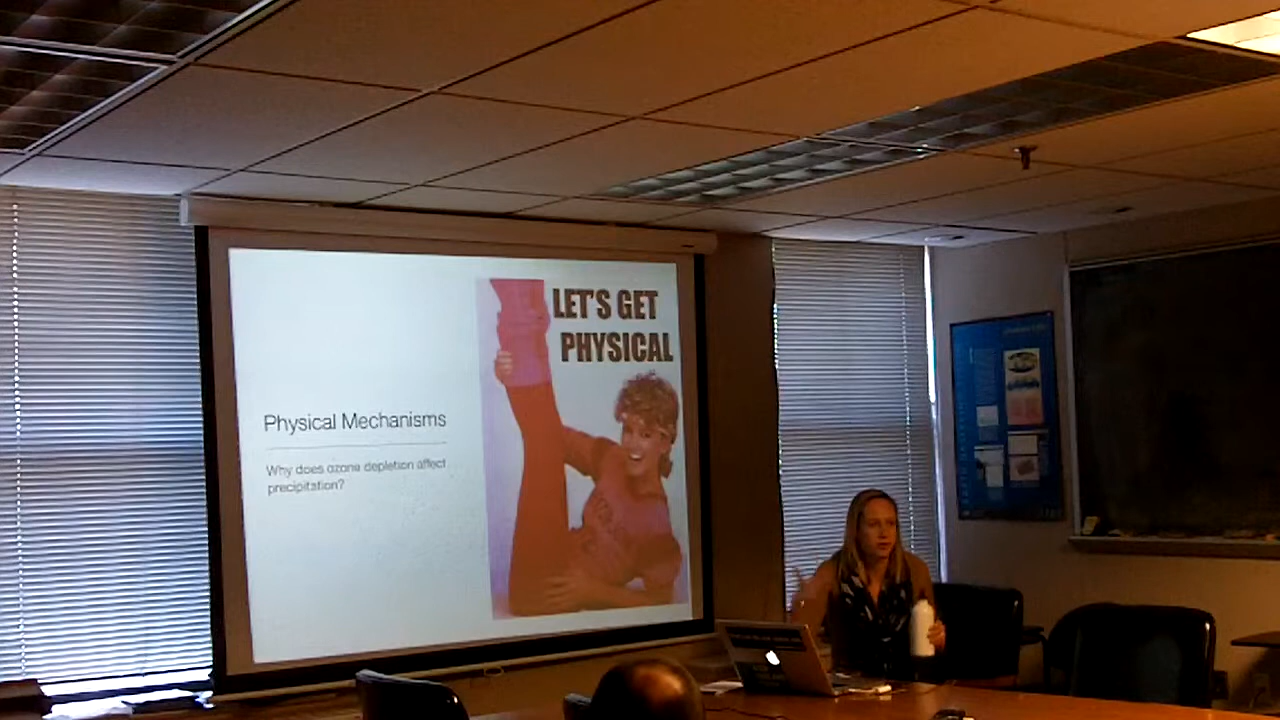 LET'S GET
PHYSICAL
Physical Mechanisms
Why does ozone depletion affect
precipitation?